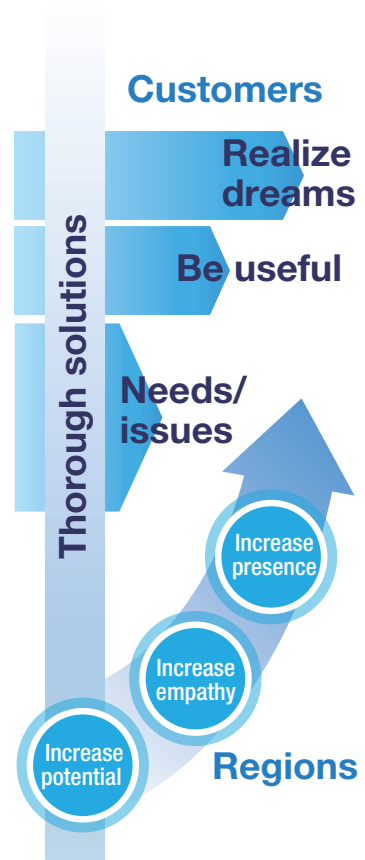 Customers
Realize
dreams
Be useful
Thorough solutions
Needs/
issues
Increase
presence
Increase
empathy
Increase
potential
Regions